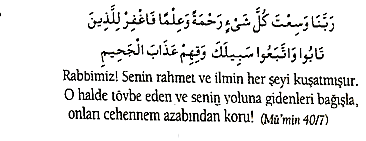 رَبَّنَا وَسِعْتَ كُلَّ شَيْءٍ رَحْمَةً وَعِلْمًا فَاغْفِرْ لِلَّذِينَ
تَابُوا وَاتَّبَعُوا سَبِيلَكَ وَقِهِمْ عَذَابَ الْجَحِيمِ
Rabbimiz! Senin rahmet ve ilmin her şeyi kuşatmıştır.
O halde tövbe eden ve senin yoluna gidenleri bağışla,
onları cehennem azabından koru! (Mü'min 40/7)